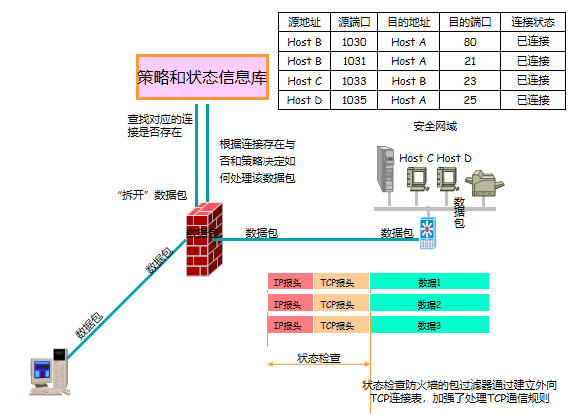 源地址 源端口 目的地址 目的端口 连接状态
Host B 1030 Host A 80 已连接
Host B 1031 Host A 21 已连接
Host C 1033 Host B 23 已连接
Host D 1035 Host A 25 已连接
策略和状态信息库
查找对应的连
接是否存在
根据连接存在与
否和策略决定如
何处理该数据包
安全网域
Host C Host D
“拆开”数据包
数据包
数据包
数据包
数据包
数据包
数据包
IP报头 TCP报头 数据1
IP报头 TCP报头 数据2
IP报头 TCP报头 数据3
状态检查
状态检查防火墙的包过滤器通过建立外向
TCP连接表，加强了处理TCP通信规则